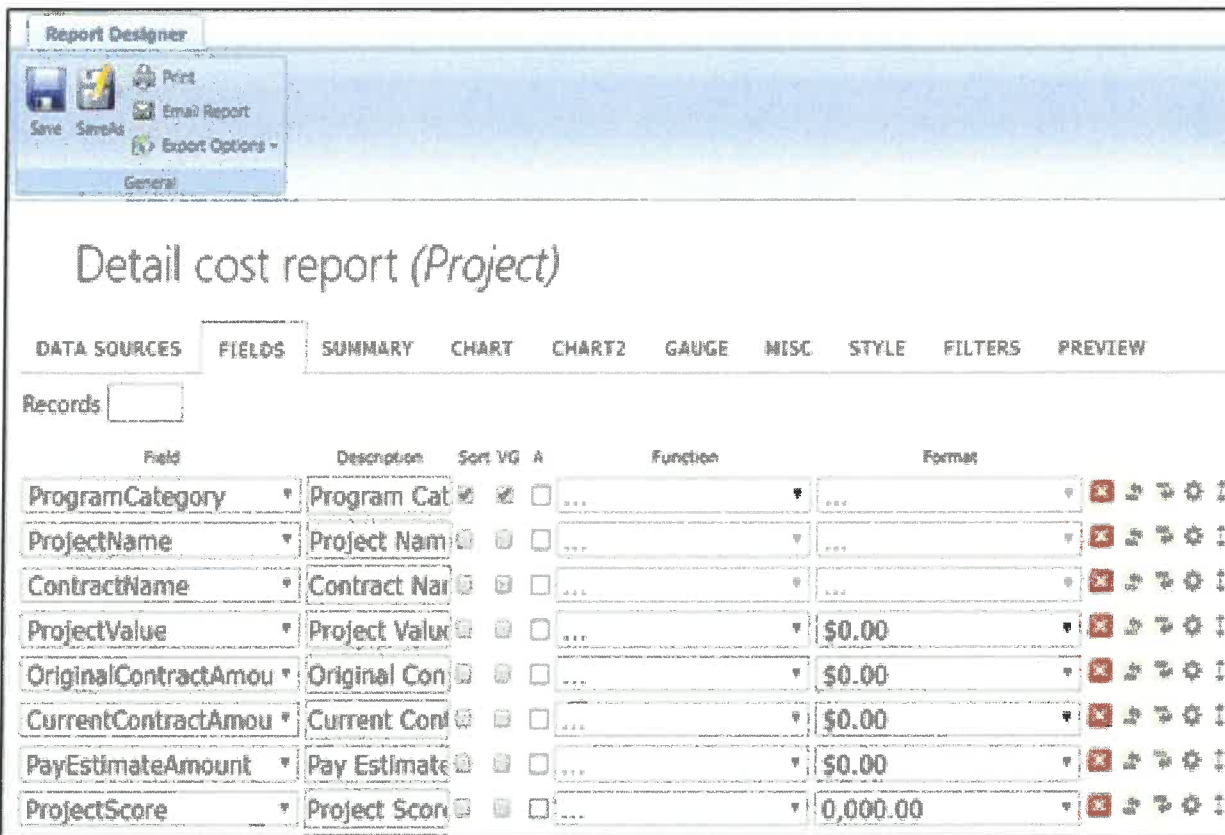 Report Designer
Print
Email Report
Save SaveAs
Export Options
General
Detail cost report (Project)
DATA SOURCES FIELDS SUMMARY CHART CHART2 GAUGE MISC STYLE FILTERS PREVIEW
Records
Field Description Sort VG A Function Format
ProgramCategory Program Cat ... ...
ProjectName Project Nam ... ...
ContractName Contract Nar ... ...
ProjectValue Project Value ... $0.00
OriginalContractAmou Original Con ... $0.00
CurrentContractAmou Current Cont ... $0.00
PayEstimateAmount Pay Estimate ... $0.00
ProjectScore Project Scor ... 0,000.00